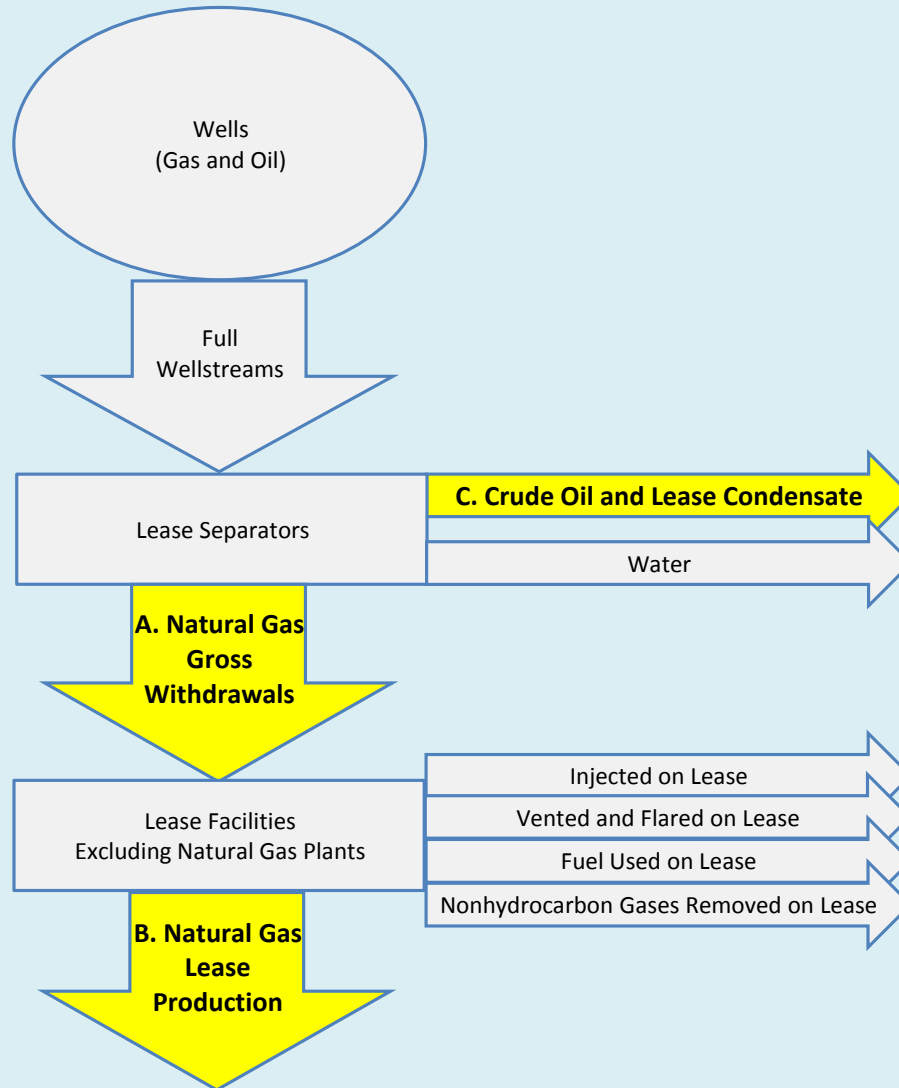 Wells
(Gas and Oil)
Full
Wellstreams
Lease Separators
C. Crude Oil and Lease Condensate
Water
A. Natural Gas
Gross
Withdrawals
Lease Facilities
Excluding Natural Gas Plants
Injected on Lease
Vented and Flared on Lease
Fuel Used on Lease
Nonhydrocarbon Gases Removed on Lease
B. Natural Gas
Lease
Production